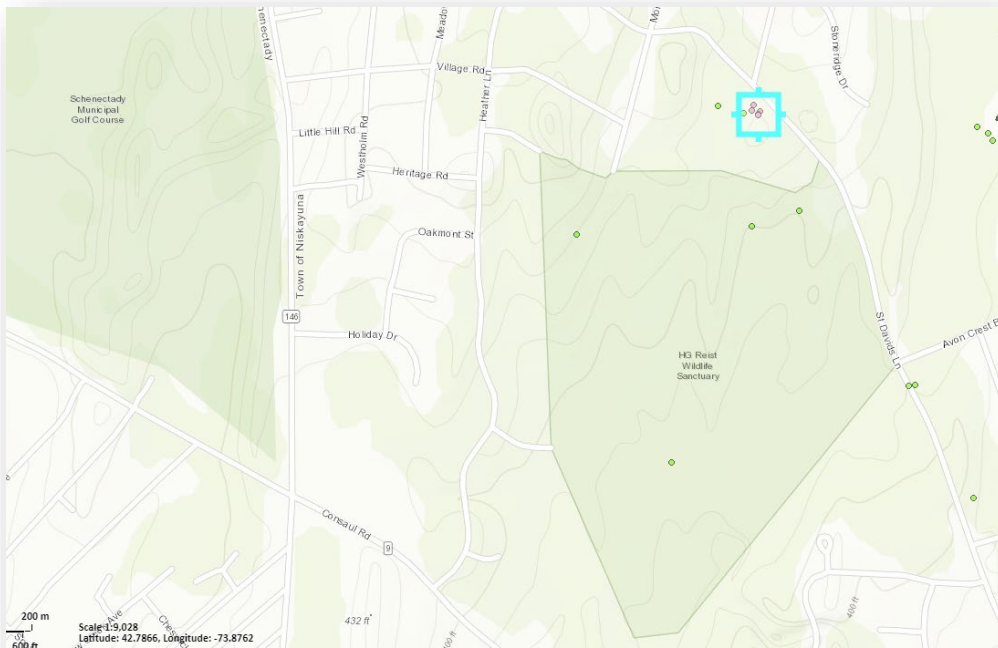 Schenectady
Municipal
Golf Course
Village Rd
Heather Ln
Stoneridge Dr
Little Hill Rd
Westholm Rd
Heritage Rd
Oakmont St
Town of Niskayuna
146
Holiday Dr
HG Reist
Wildlife
Sanctuary
St Davids Ln
Avon Crest
Consaul Rd
9
432 ft
400 ft
200 m
600 ft
Scale 1:9,028
Latitude: 42.7866, Longitude: -73.8762